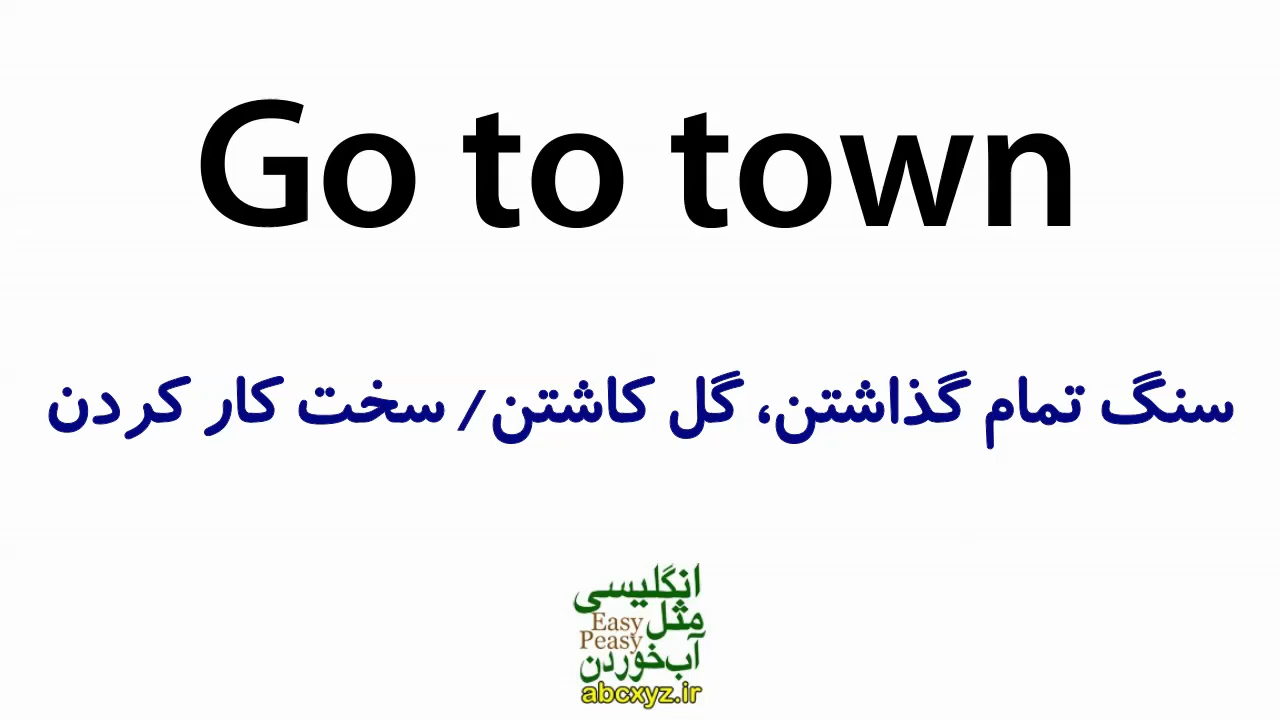 Go to town
سنگ تمام گذاشتن، گل کاشتن/ سخت کار کردن
انگلیسی
مثل
Easy
Peasy
آب‌خوردن
abcxyz.ir